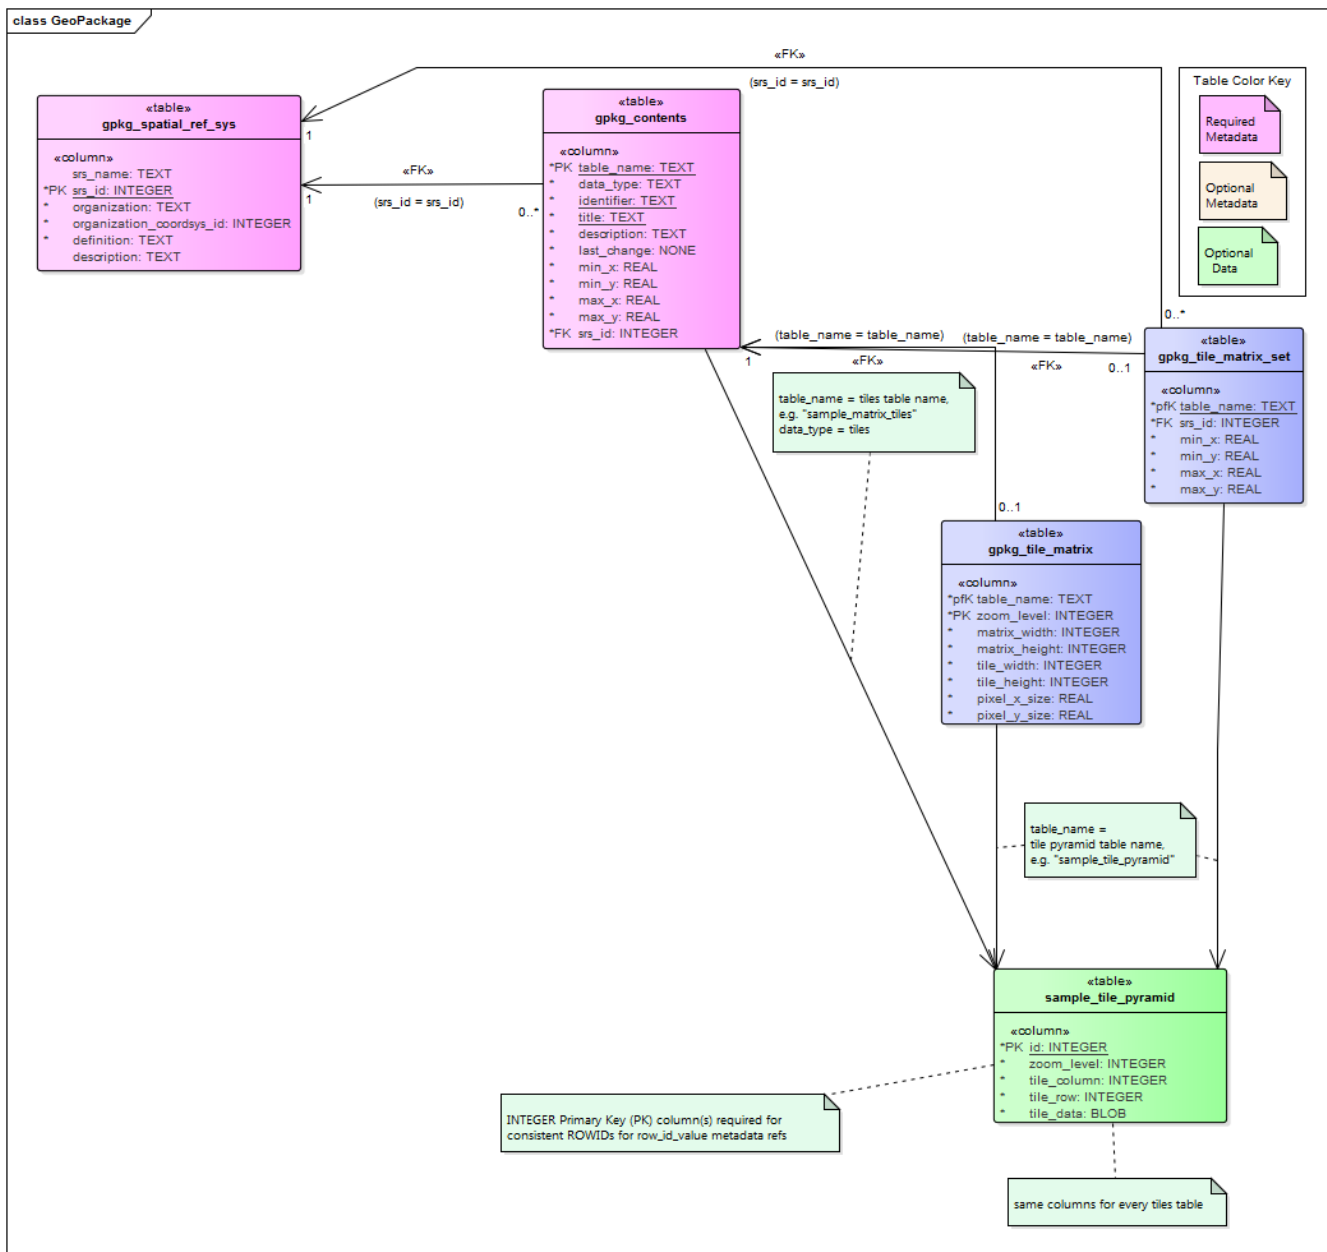 class GeoPackage
«FK»
(srs_id = srs_id)
Table Color Key
Required
Metadata
Optional
Metadata
Optional
Data
«table»
gpkg_spatial_ref_sys
«column»
srs_name: TEXT
*PK srs_id: INTEGER
* organization: TEXT
* organization_coordsys_id: INTEGER
* definition: TEXT
description: TEXT
1
1
«FK»
(srs_id = srs_id)
0..*
«table»
gpkg_contents
«column»
*PK table_name: TEXT
* data_type: TEXT
* identifier: TEXT
* title: TEXT
* description: TEXT
* last_change: NONE
* min_x: REAL
* min_y: REAL
* max_x: REAL
* max_y: REAL
*FK srs_id: INTEGER
0..*
(table_name = table_name)
(table_name = table_name)
1
«FK»
«FK»
0..1
«table»
gpkg_tile_matrix_set
«column»
*pfK table_name: TEXT
*FK srs_id: INTEGER
* min_x: REAL
* min_y: REAL
* max_x: REAL
* max_y: REAL
table_name = tiles table name,
e.g. "sample_matrix_tiles"
data_type = tiles
0..1
«table»
gpkg_tile_matrix
«column»
*pfK table_name: TEXT
*PK zoom_level: INTEGER
* matrix_width: INTEGER
* matrix_height: INTEGER
* tile_width: INTEGER
* tile_height: INTEGER
* pixel_x_size: REAL
* pixel_y_size: REAL
table_name =
tile pyramid table name,
e.g. "sample_tile_pyramid"
«table»
sample_tile_pyramid
«column»
*PK id: INTEGER
* zoom_level: INTEGER
* tile_column: INTEGER
* tile_row: INTEGER
* tile_data: BLOB
INTEGER Primary Key (PK) column(s) required for
consistent ROWIDs for row_id_value metadata refs
same columns for every tiles table